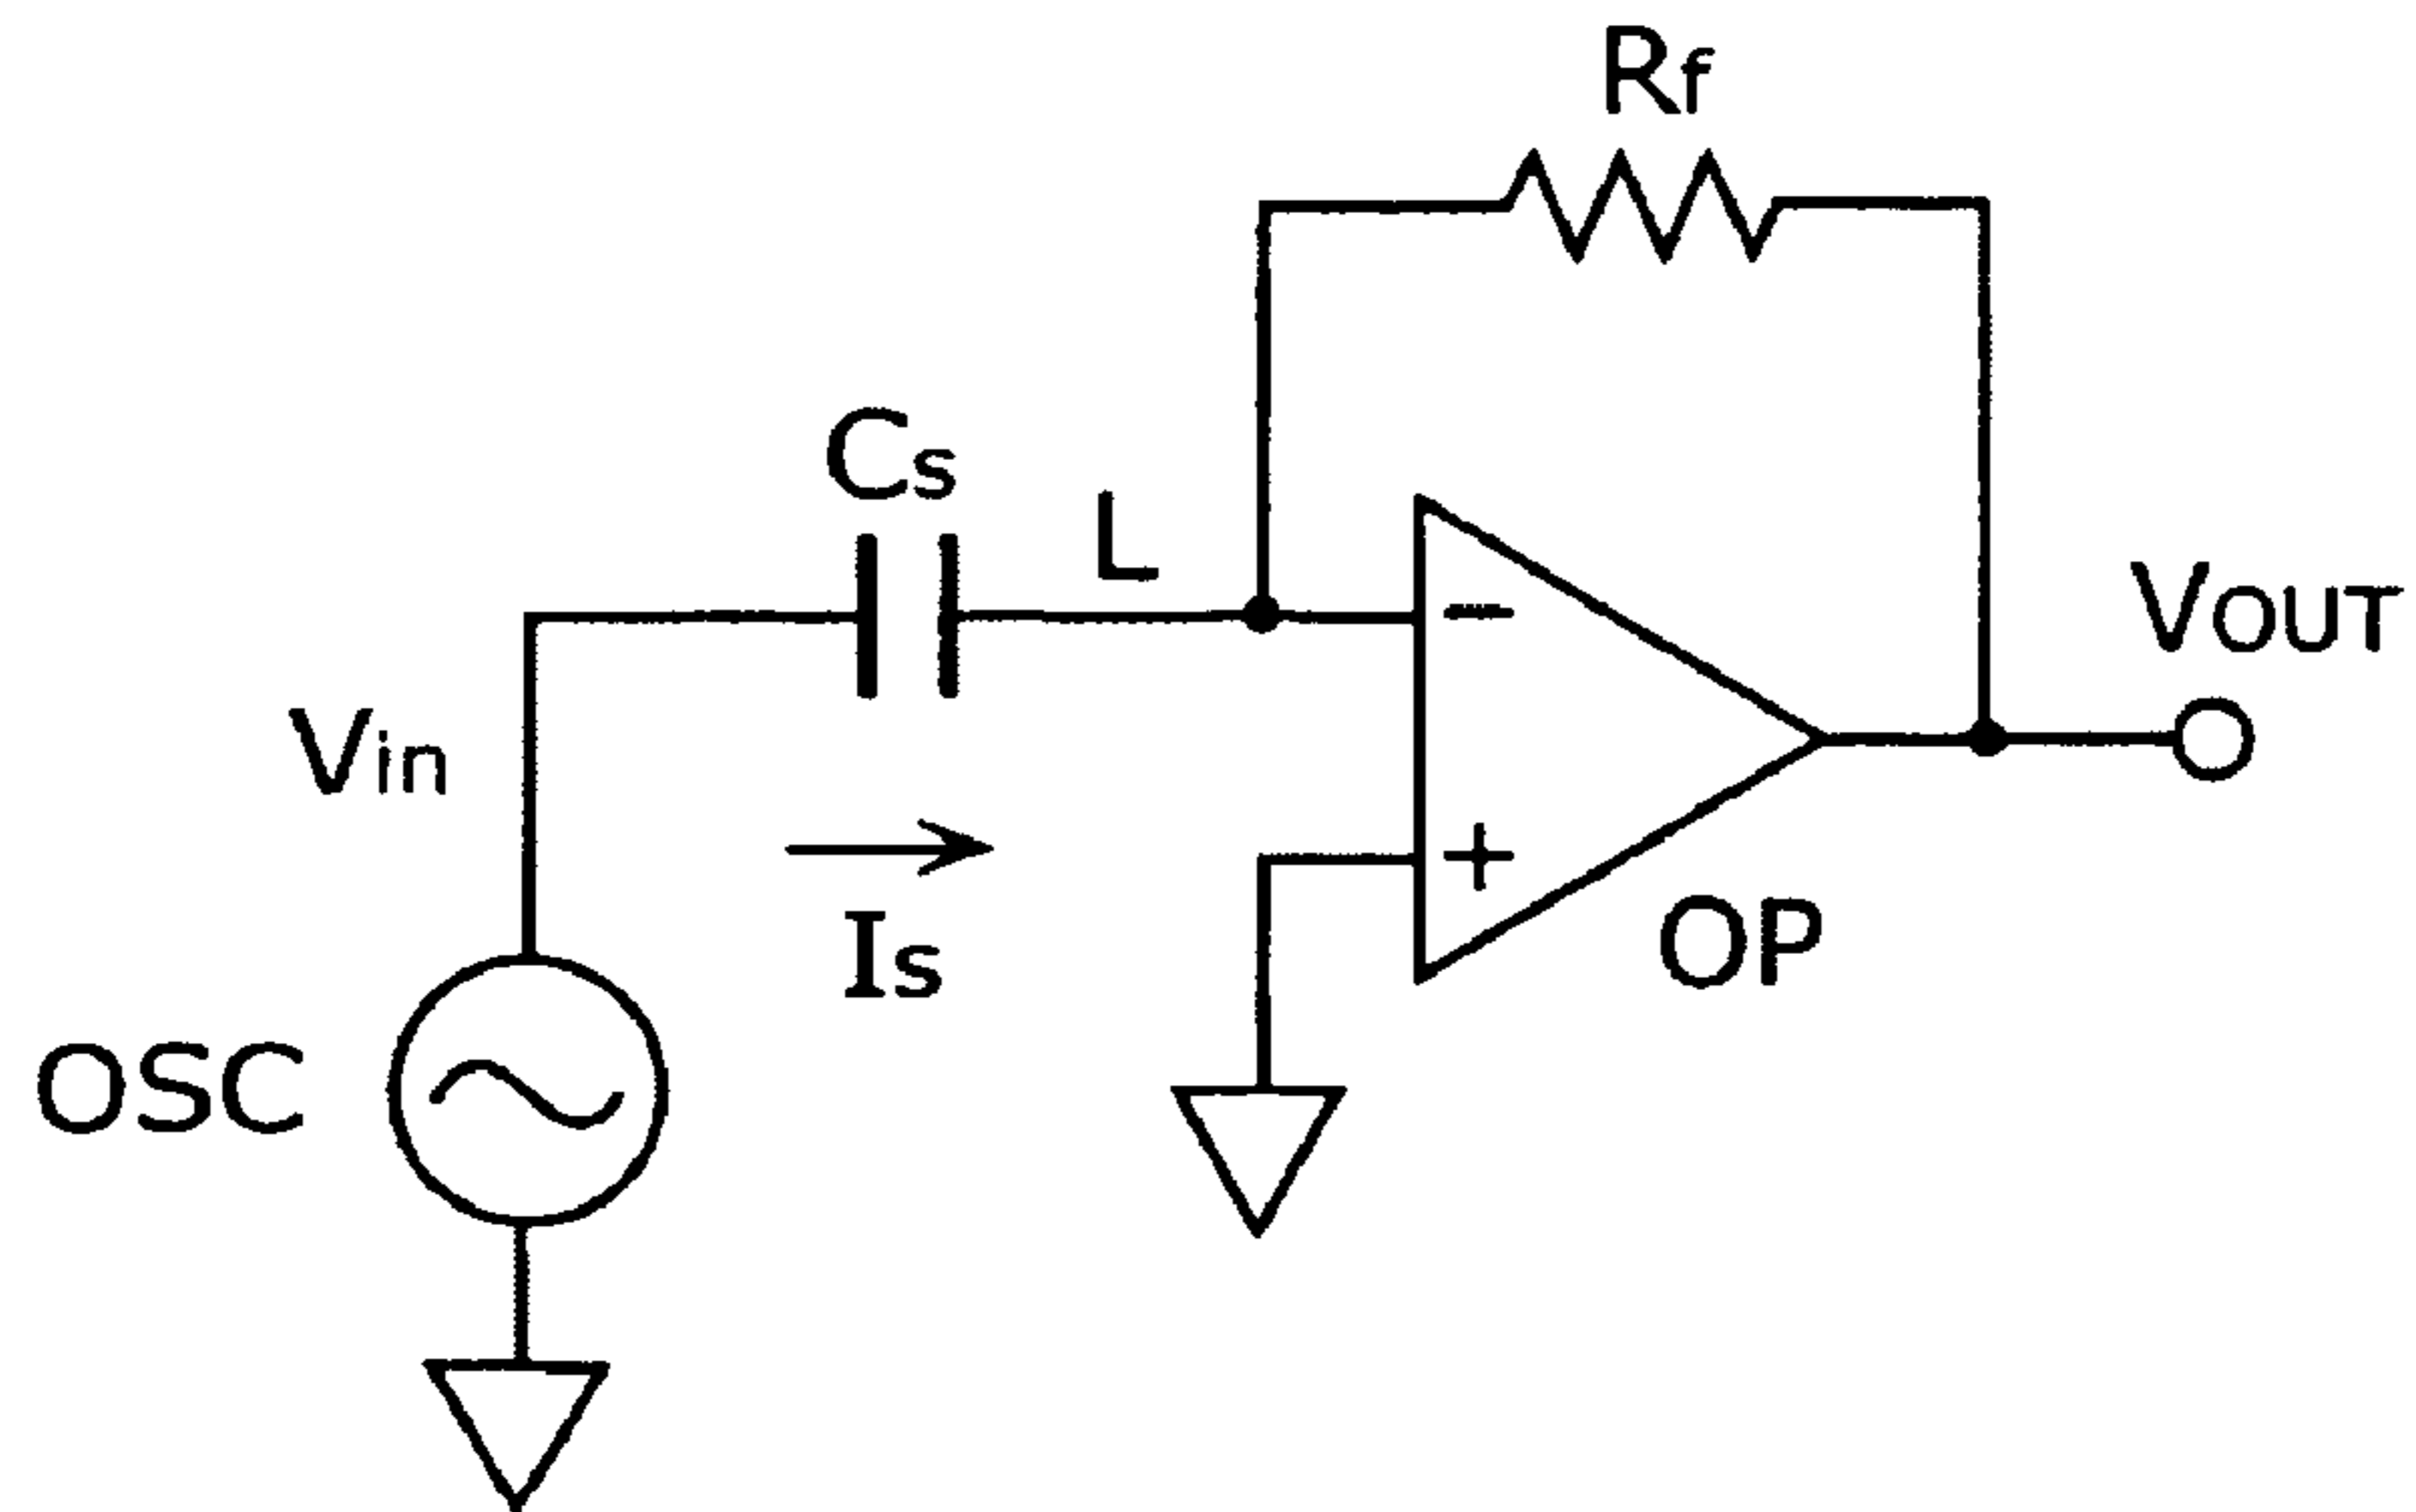 Rf
Cs
L
−
Vin
VOUT
+
Is
OP
OSC